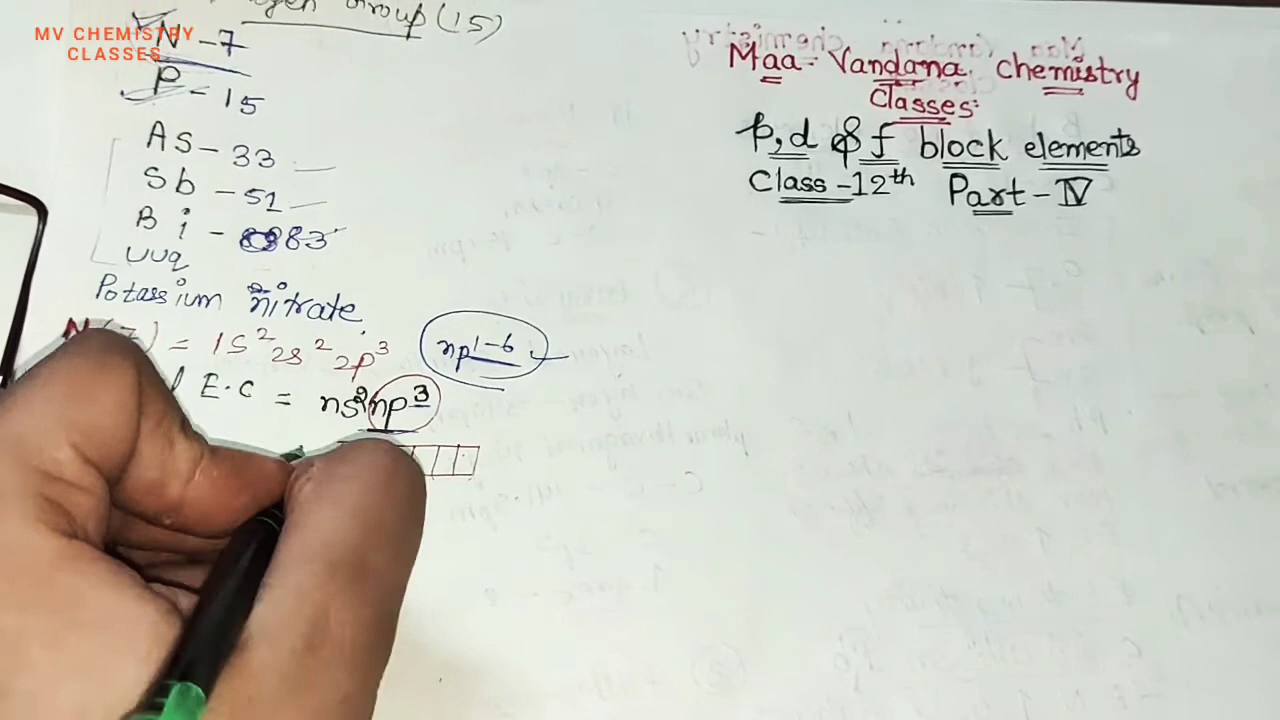 Group (15)
MV CHEMISTRY
CLASSES
N - 7
P - 15
As - 33
Sb - 51
Bi - 83
UUq
Potassium nitrate
= 1s² 2s² 2p³
np¹⁻⁶
E.C = ns² np³
Maa Vandana chemistry
Classes:
p, d & f block elements
Class - 12th Part - IV